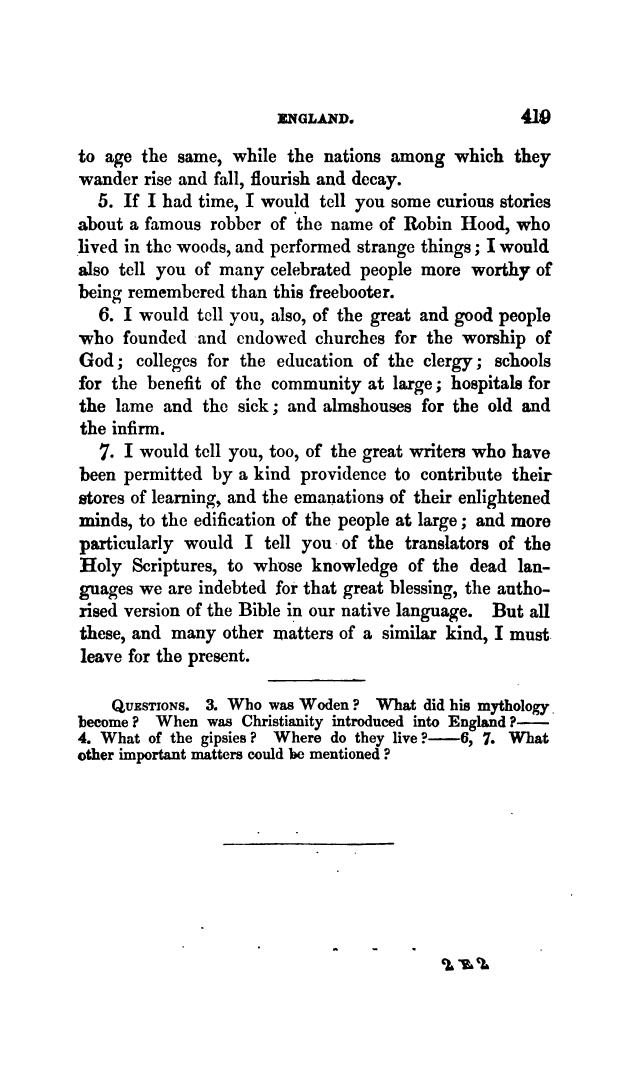 ENGLAND. 419
to age the same, while the nations among which they
wander rise and fall, flourish and decay.
5. If I had time, I would tell you some curious stories
about a famous robber of the name of Robin Hood, who
lived in the woods, and performed strange things; I would
also tell you of many celebrated people more worthy of
being remembered than this freebooter.
6. I would tell you, also, of the great and good people
who founded and endowed churches for the worship of
God; colleges for the education of the clergy; schools
for the benefit of the community at large; hospitals for
the lame and the sick; and almshouses for the old and
the infirm.
7. I would tell you, too, of the great writers who have
been permitted by a kind providence to contribute their
stores of learning, and the emanations of their enlightened
minds, to the edification of the people at large; and more
particularly would I tell you of the translators of the
Holy Scriptures, to whose knowledge of the dead lan-
guages we are indebted for that great blessing, the autho-
rised version of the Bible in our native language. But all
these, and many other matters of a similar kind, I must
leave for the present.
QUESTIONS. 3. Who was Woden? What did his mythology
become? When was Christianity introduced into England?——
4. What of the gipsies? Where do they live?——6, 7. What
other important matters could be mentioned?
2 E 2